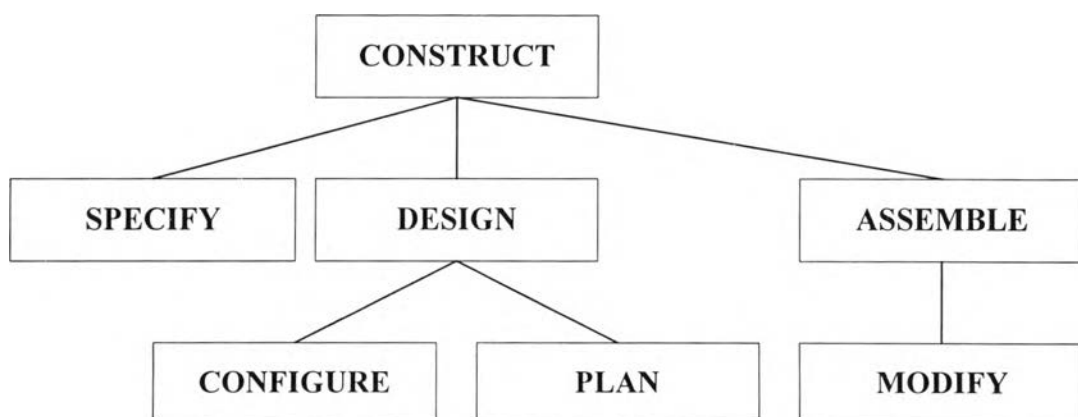 CONSTRUCT
SPECIFY DESIGN ASSEMBLE
CONFIGURE PLAN MODIFY